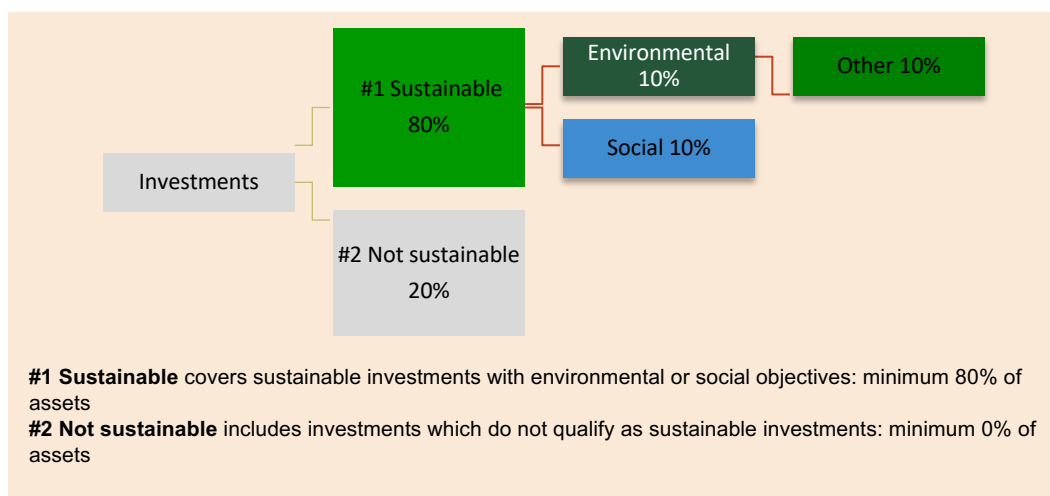 Investments
#1 Sustainable
80%
#2 Not sustainable
20%
Environmental
10%
Social 10%
Other 10%
#1 Sustainable covers sustainable investments with environmental or social objectives: minimum 80% of
assets
#2 Not sustainable includes investments which do not qualify as sustainable investments: minimum 0% of
assets